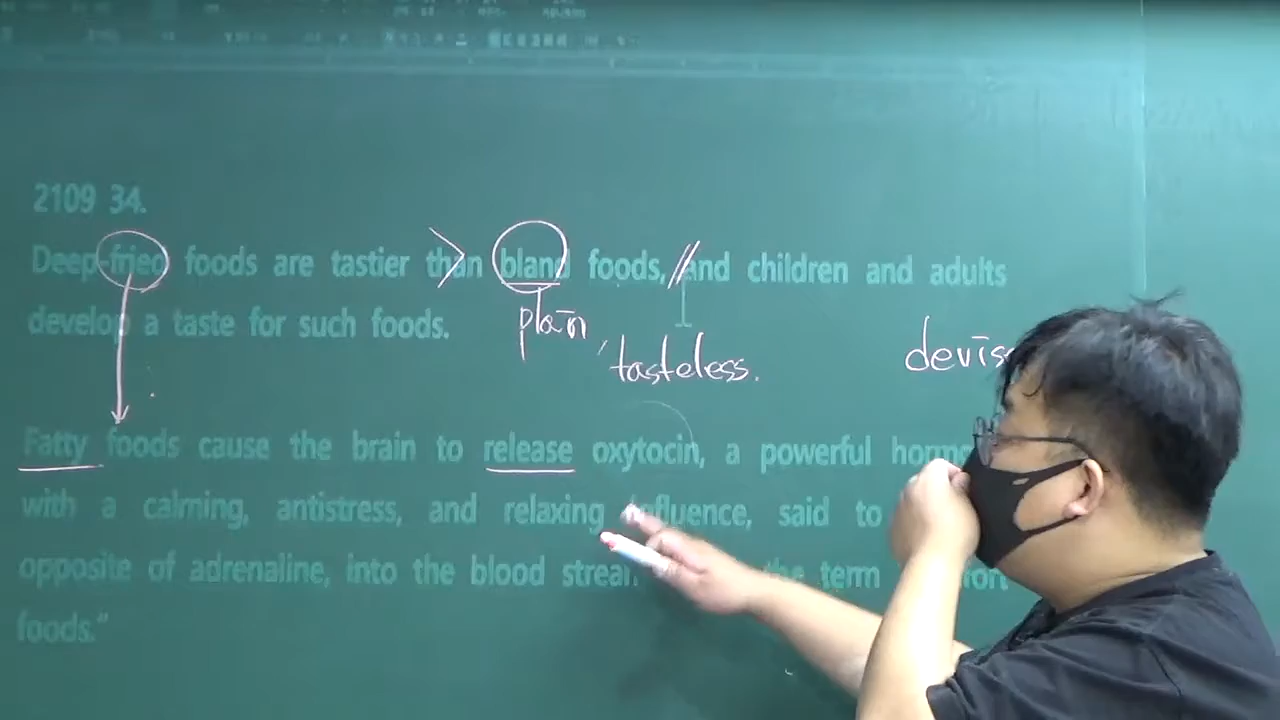 2109 34.
Deep-fried foods are tastier than bland foods, and children and adults
develop a taste for such foods.
plain, tasteless.
Fatty foods cause the brain to release oxytocin, a powerful
with a calming, antistress, and relaxing influence, said to
opposite of adrenaline, into the blood the term
foods."